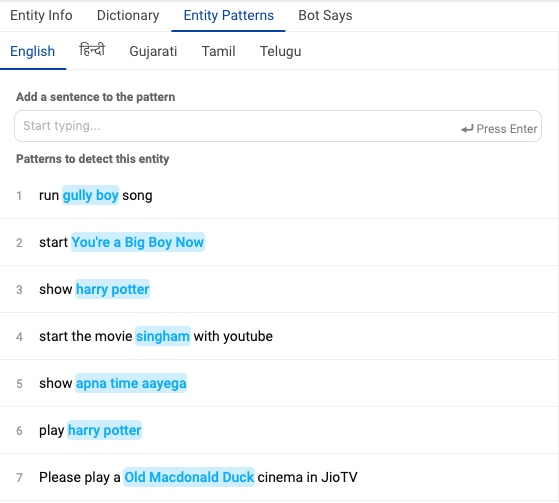 Entity Info Dictionary Entity Patterns Bot Says
English हिन्दी Gujarati Tamil Telugu
Add a sentence to the pattern
Start typing... Press Enter
Patterns to detect this entity
1 run gully boy song
2 start You're a Big Boy Now
3 show harry potter
4 start the movie singham with youtube
5 show apna time aayega
6 play harry potter
7 Please play a Old Macdonald Duck cinema in JioTV